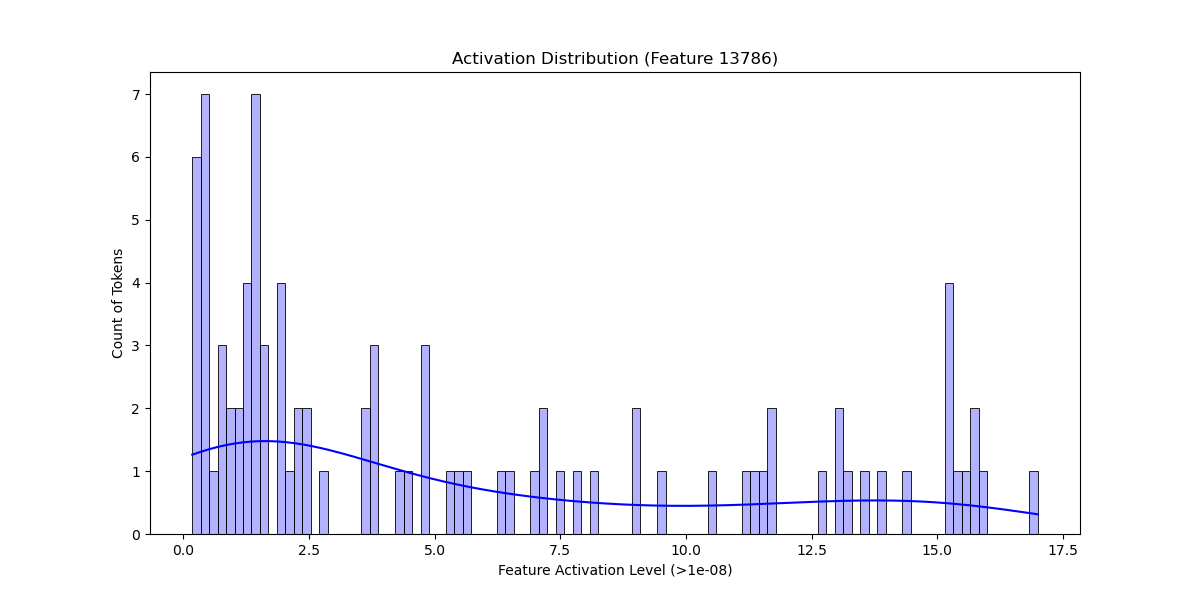 Activation Distribution (Feature 13786)
Count of Tokens
7
6
5
4
3
2
1
0
0.0 2.5 5.0 7.5 10.0 12.5 15.0 17.5
Feature Activation Level (>1e-08)